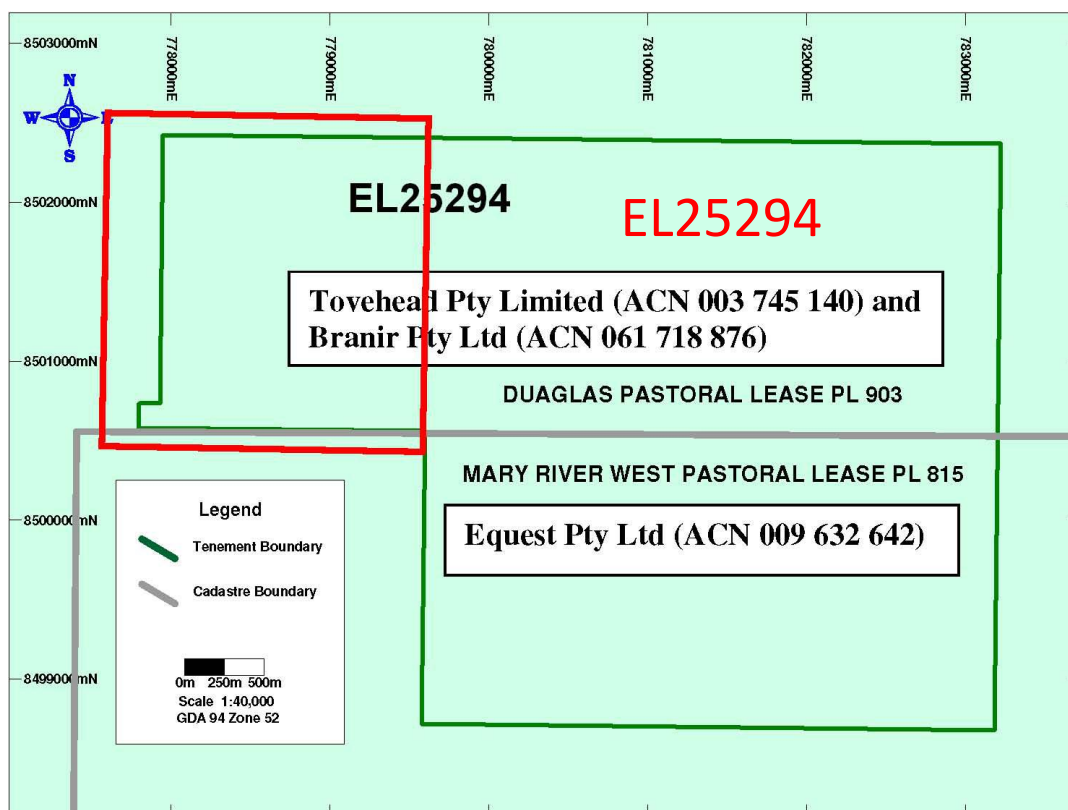 8503000mN
778000mE
779000mE
78000mE
781000mE
782000mE
783000mE
N
W E
S
8502000mN
EL25294
EL25294
Tovehead Pty Limited (ACN 003 745 140) and
Branir Pty Ltd (ACN 061 718 876)
8501000mN
DUAGLAS PASTORAL LEASE PL 903
MARY RIVER WEST PASTORAL LEASE PL 815
8500000mN
Equest Pty Ltd (ACN 009 632 642)
Legend
Tenement Boundary
Cadastre Boundary
8499000mN
0m 250m 500m
Scale 1:40,000
GDA 94 Zone 52